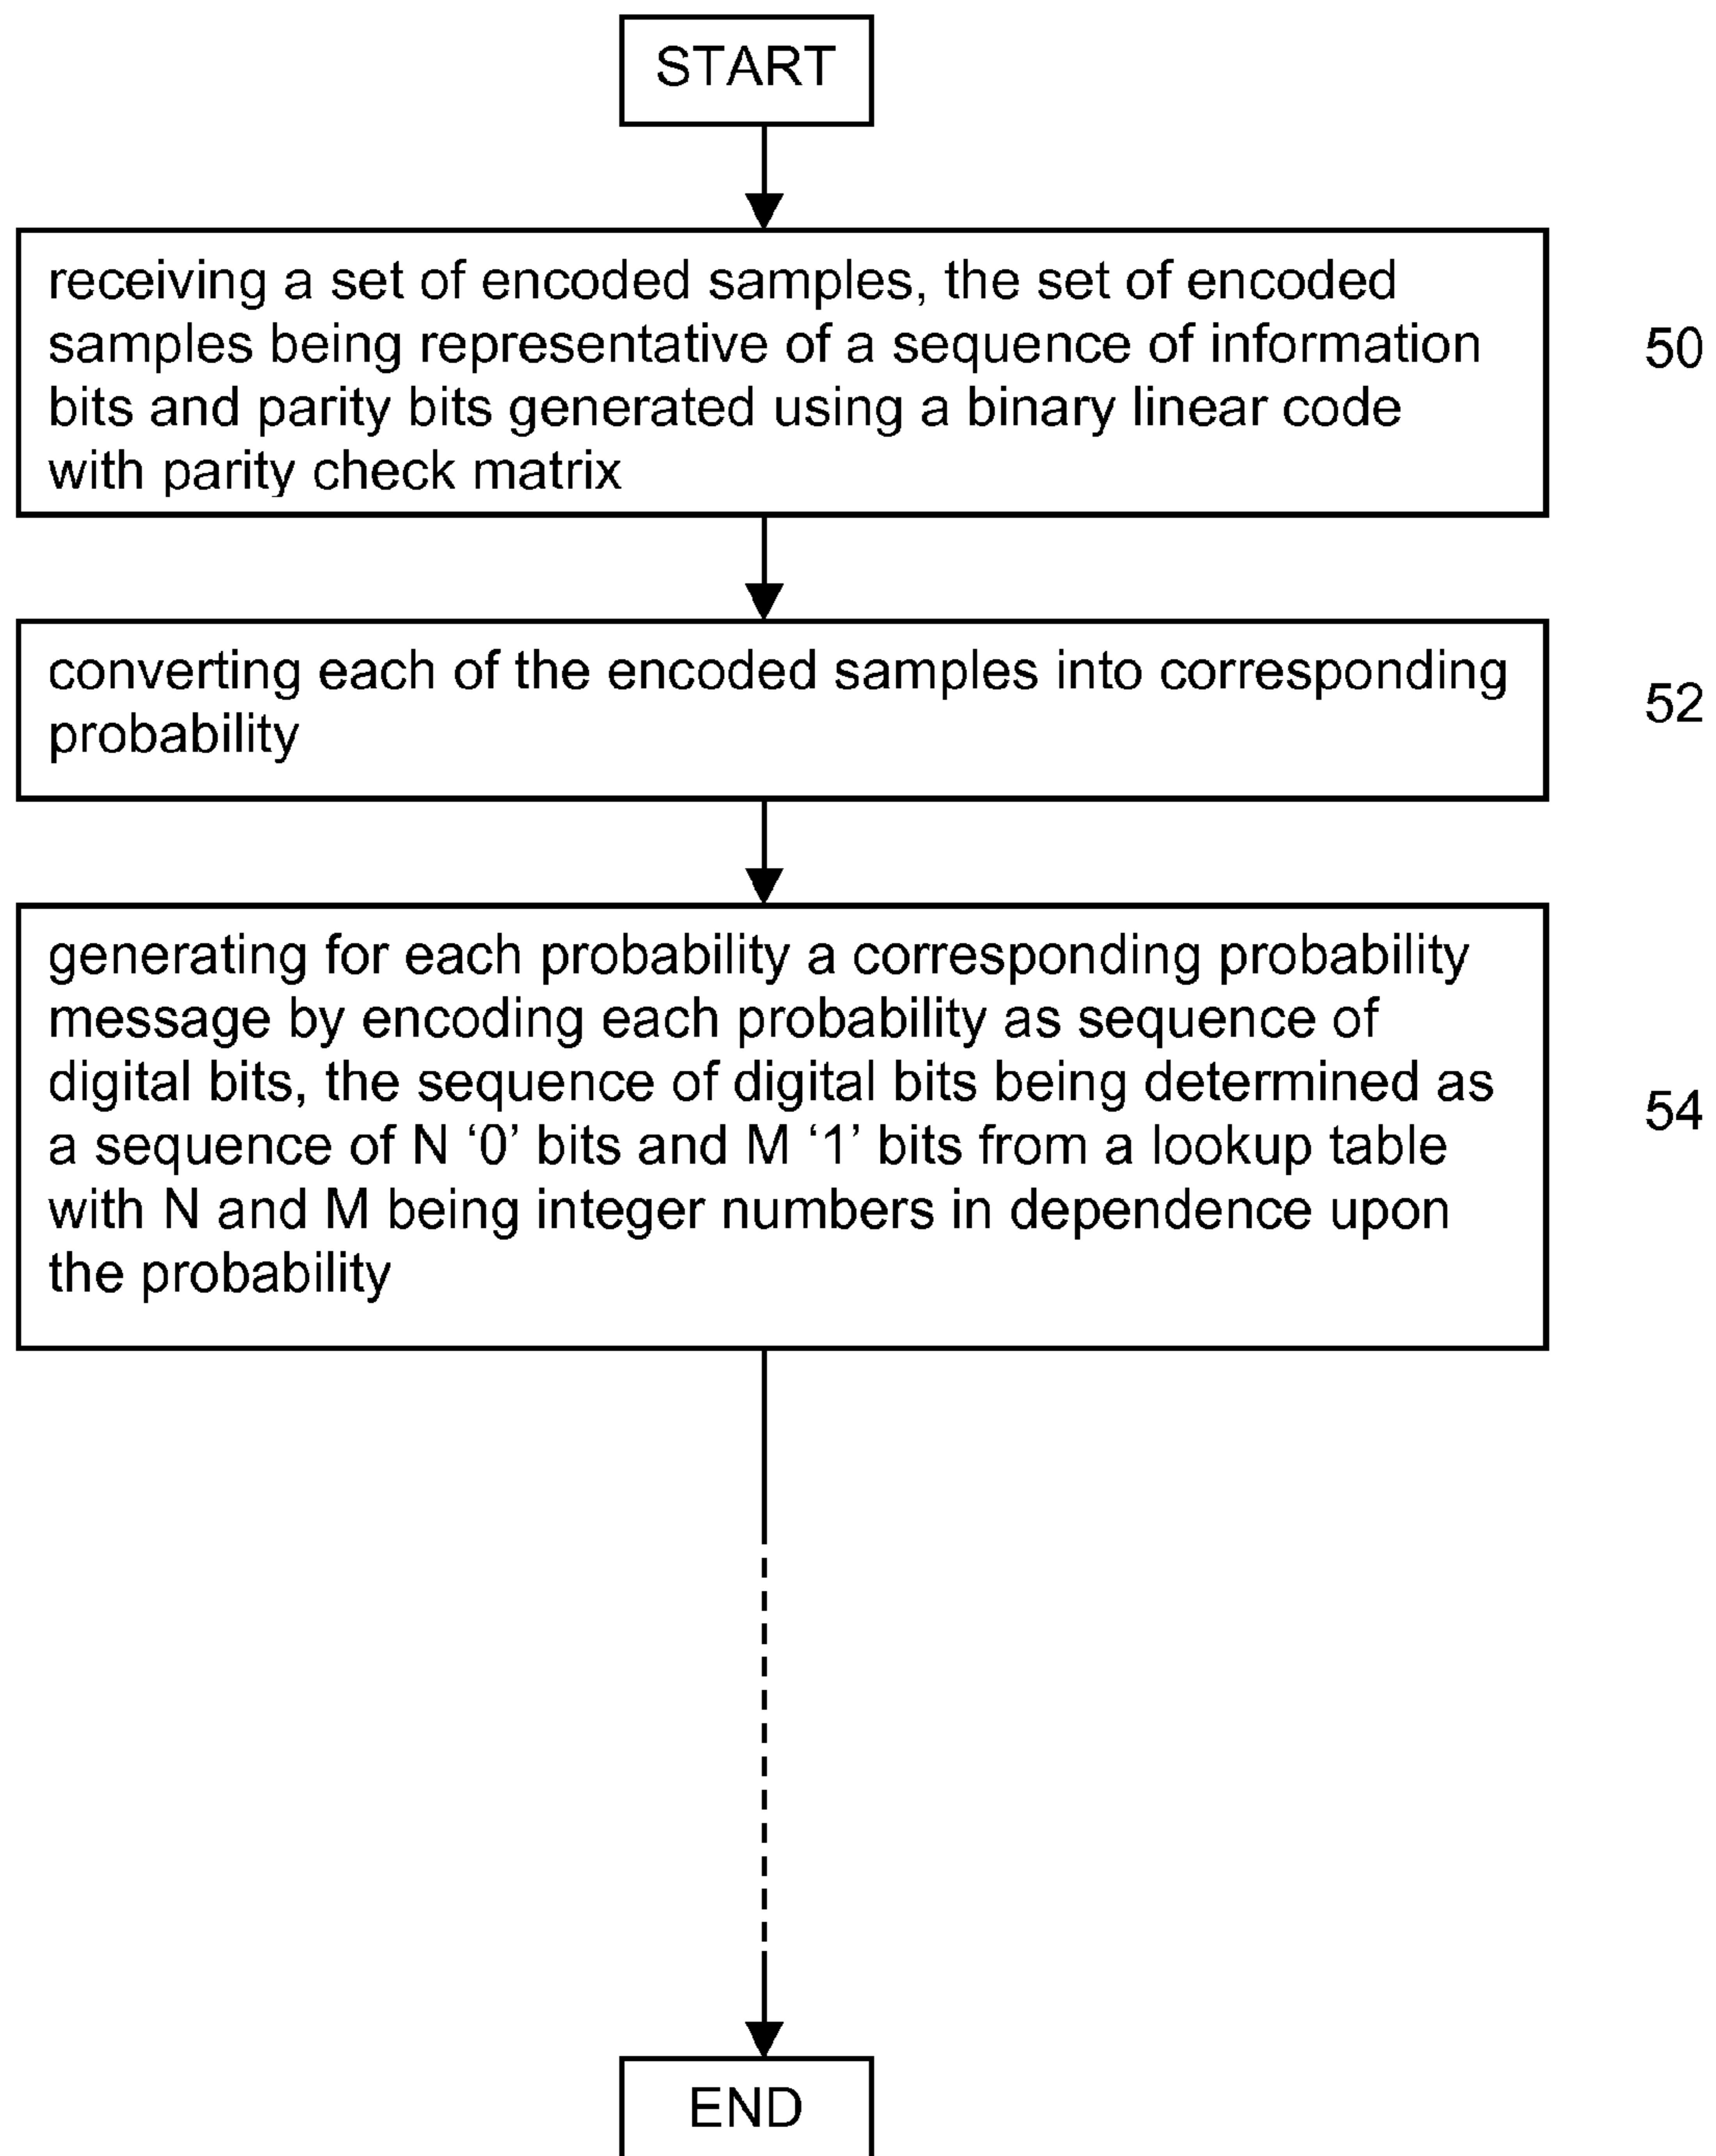 START
receiving a set of encoded samples, the set of encoded
samples being representative of a sequence of information
bits and parity bits generated using a binary linear code
with parity check matrix
50
converting each of the encoded samples into corresponding
probability
52
generating for each probability a corresponding probability
message by encoding each probability as sequence of
digital bits, the sequence of digital bits being determined as
a sequence of N ‘0’ bits and M ‘1’ bits from a lookup table
with N and M being integer numbers in dependence upon
the probability
54
END